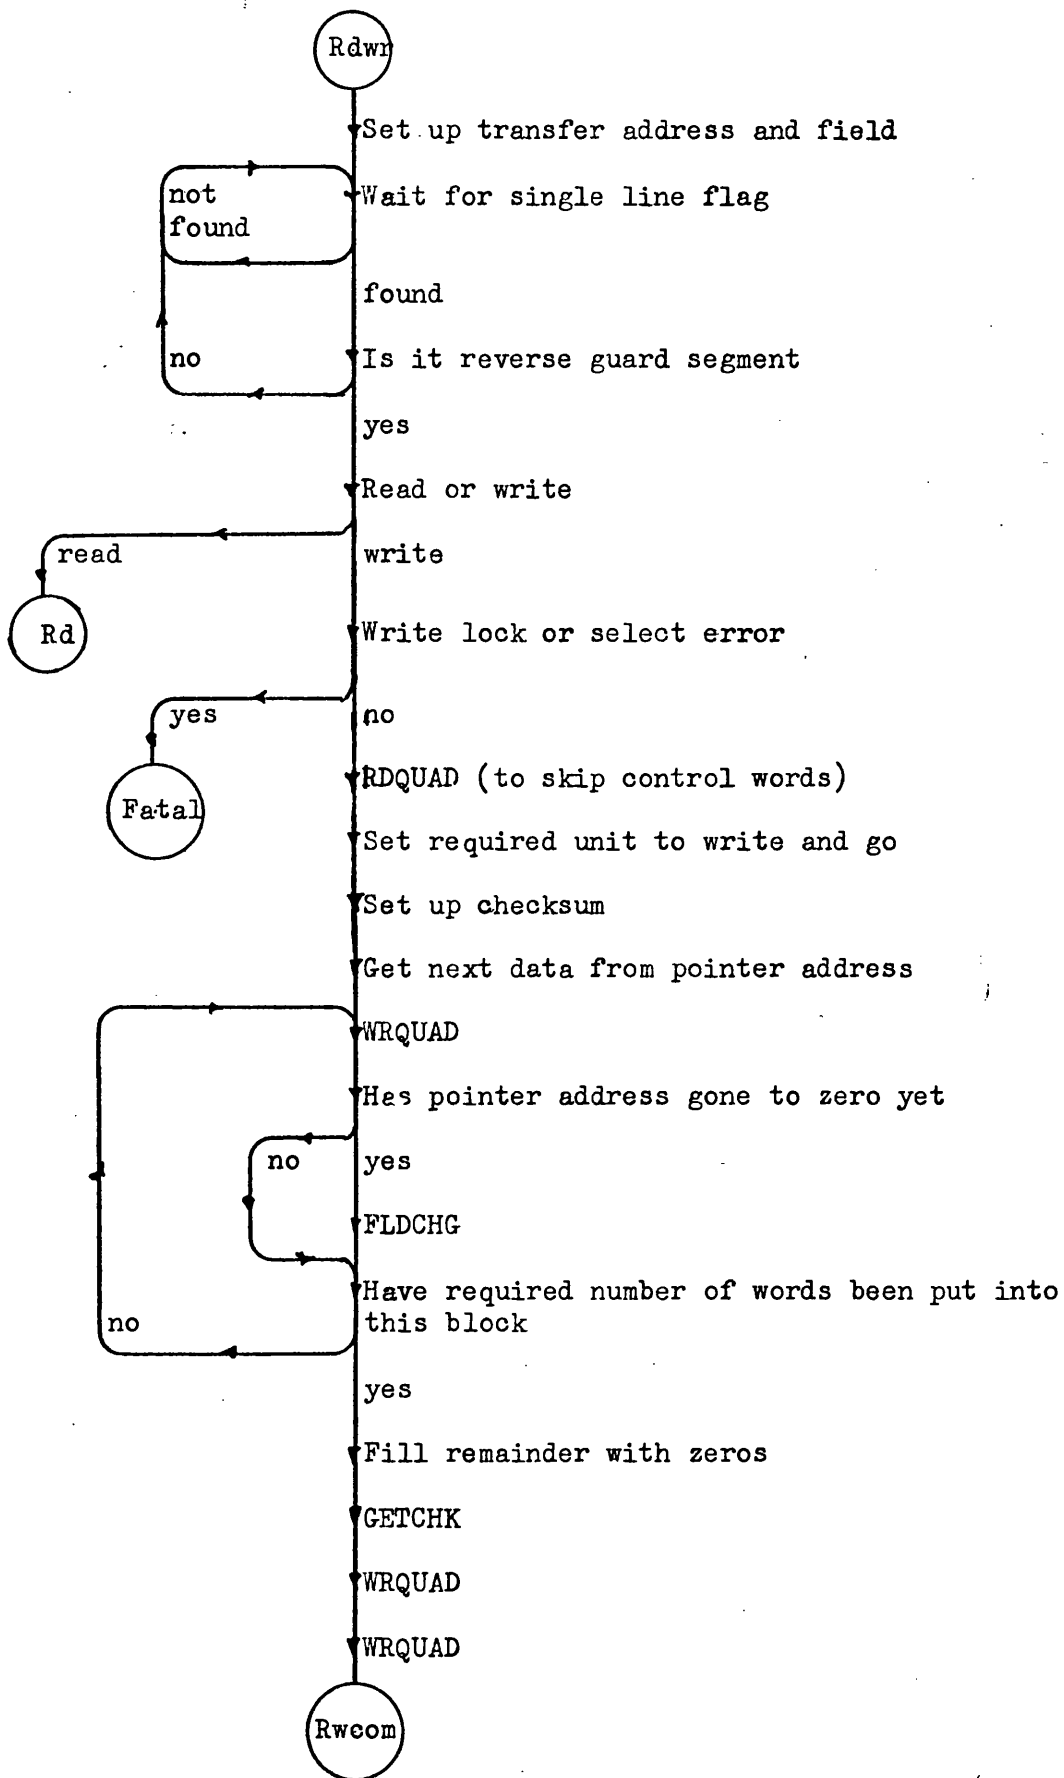 Rdwr
Set up transfer address and field
not
found
Wait for single line flag
found
no
Is it reverse guard segment
yes
Read or write
read
write
Rd
Write lock or select error
yes
no
Fatal
RDQUAD (to skip control words)
Set required unit to write and go
Set up checksum
Get next data from pointer address
WRQUAD
Has pointer address gone to zero yet
no
yes
FLDCHG
Have required number of words been put into
this block
no
yes
Fill remainder with zeros
GETCHK
WRQUAD
WRQUAD
Rwcom